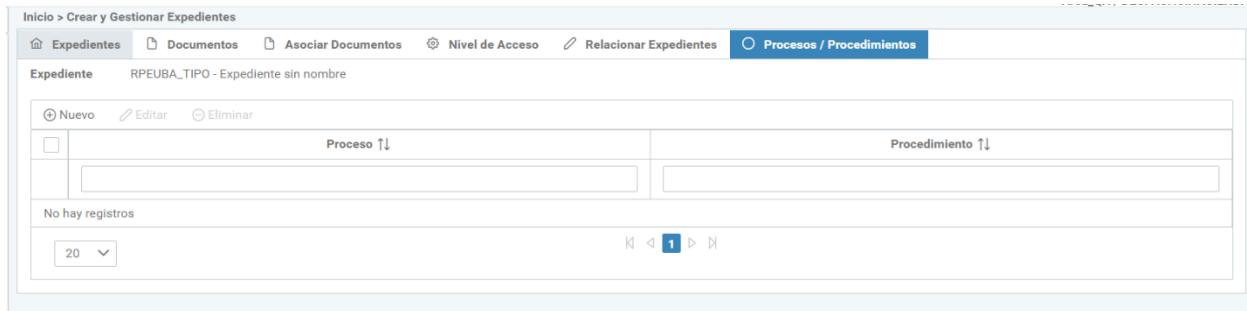 Inicio > Crear y Gestionar Expedientes
Expedientes Documentos Asociar Documentos Nivel de Acceso Relacionar Expedientes Procesos / Procedimientos
Expediente RPEUBA_TIPO - Expediente sin nombre
Nuevo Editar Eliminar
Proceso Procedimiento
No hay registros
20 1